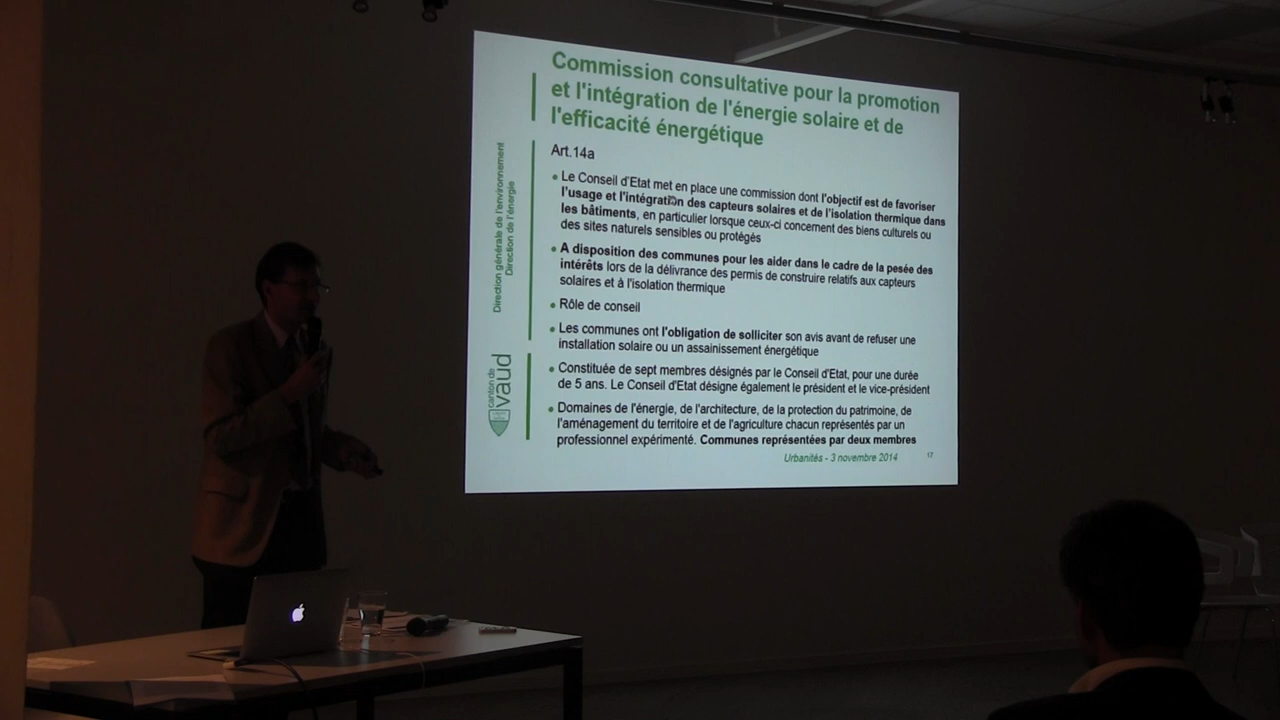 Commission consultative pour la promotion
et l'intégration de l'énergie solaire et de
l'efficacité énergétique
Art.14a
• Le Conseil d'Etat met en place une commission dont l'objectif est de favoriser
l'usage et l'intégration des capteurs solaires et de l'isolation thermique dans
les bâtiments, en particulier lorsque ceux-ci concernent des biens culturels ou
des sites naturels sensibles ou protégés
• A disposition des communes pour les aider dans le cadre de la pesée des
intérêts lors de la délivrance des permis de construire relatifs aux capteurs
solaires et à l'isolation thermique
• Rôle de conseil
• Les communes ont l'obligation de solliciter son avis avant de refuser une
installation solaire ou un assainissement énergétique
• Constituée de sept membres désignés par le Conseil d'Etat, pour une durée
de 5 ans. Le Conseil d'Etat désigne également le président et le vice-président
• Domaines de l'énergie, de l'architecture, de la protection du patrimoine, de
l'aménagement du territoire et de l'agriculture chacun représentés par un
professionnel expérimenté. Communes représentées par deux membres
Urbanités - 3 novembre 2014
17
Direction générale de l'environnement
Direction de l'énergie
canton de
vaud